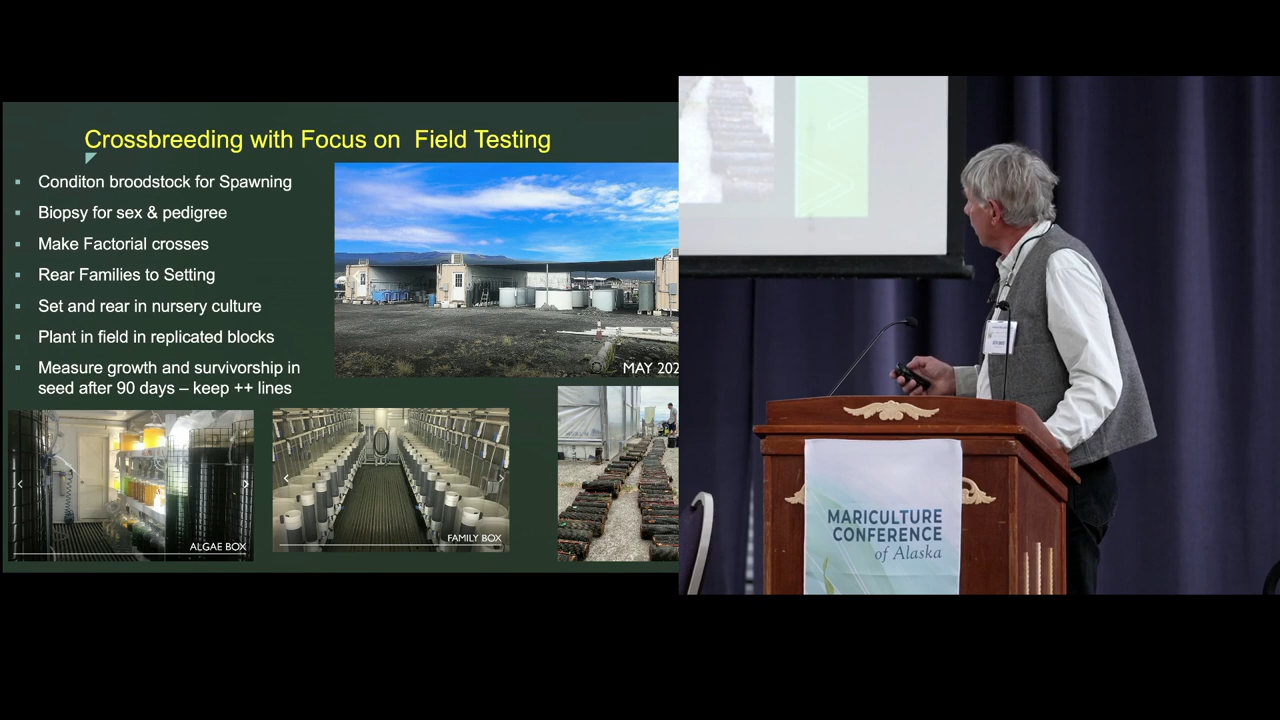 Crossbreeding with Focus on Field Testing
Conditon broodstock for Spawning
Biopsy for sex & pedigree
Make Factorial crosses
Rear Families to Setting
Set and rear in nursery culture
Plant in field in replicated blocks
Measure growth and survivorship in
seed after 90 days – keep ++ lines
MAY 202
ALGAE BOX
FAMILY BOX
MARICULTURE
CONFERENCE
of Alaska